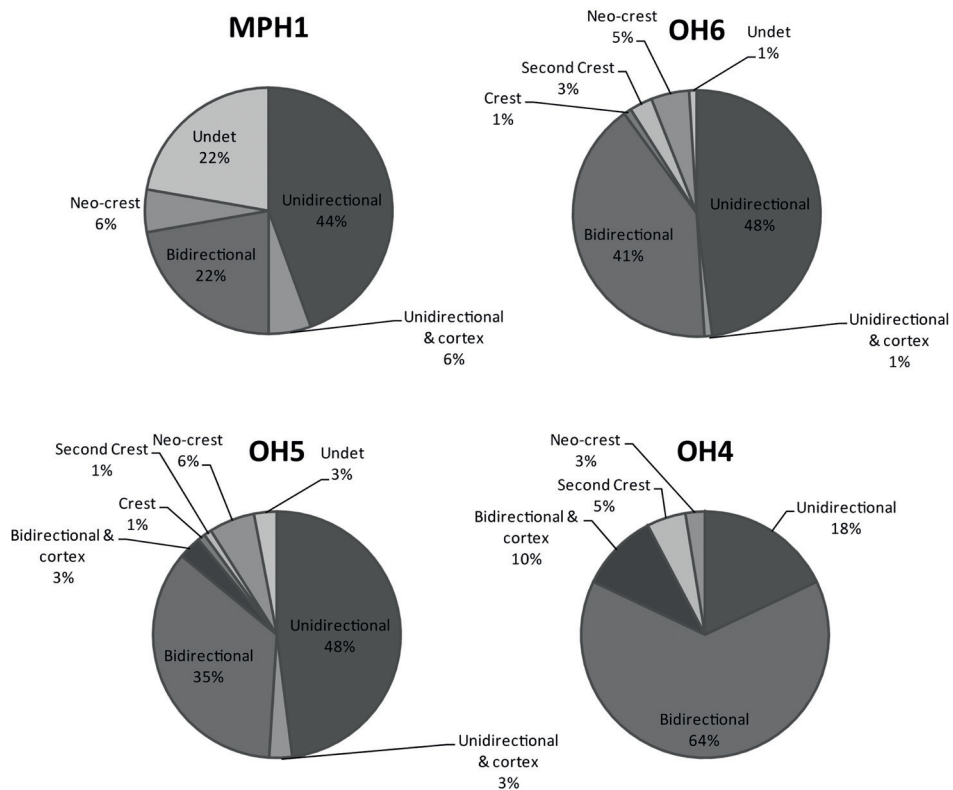 MPH1
Undet
22%
Unidirectional
44%
Neo-crest
6%
Bidirectional
22%
Unidirectional
& cortex
6%
OH6
Neo-crest
5%
Undet
1%
Second Crest
3%
Crest
1%
Unidirectional
48%
Bidirectional
41%
Unidirectional
& cortex
1%
OH5
Neo-crest
6%
Second Crest
1%
Undet
3%
Crest
1%
Bidirectional &
cortex
3%
Unidirectional
48%
Bidirectional
35%
Unidirectional
& cortex
3%
OH4
Neo-crest
3%
Second Crest
5%
Unidirectional
18%
Bidirectional &
cortex
10%
Bidirectional
64%